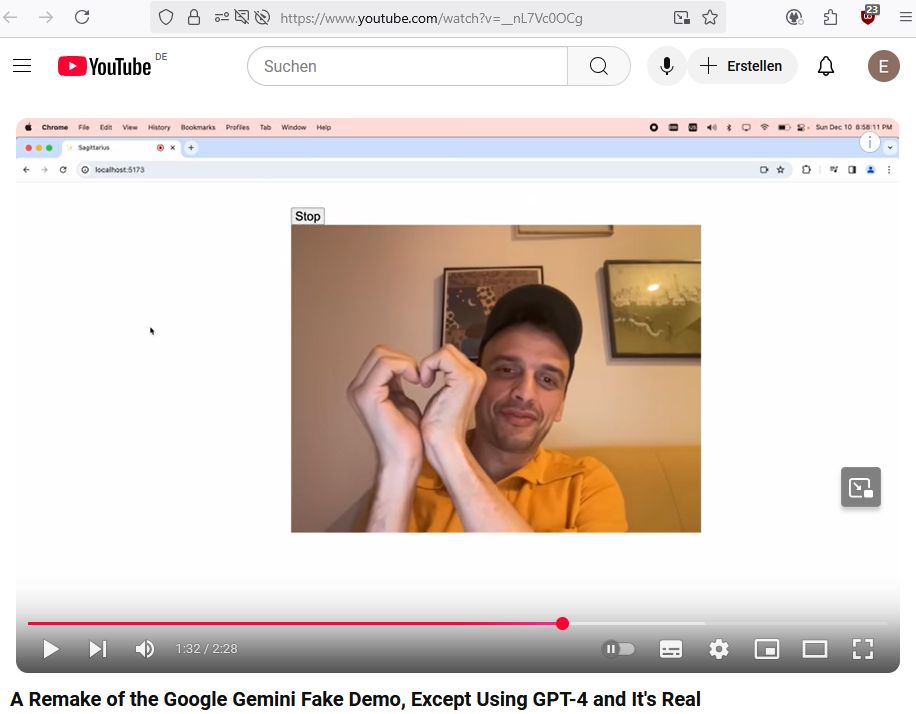 https://www.youtube.com/watch?v=__nL7Vc0OCg
23
YouTube DE
Suchen
Erstellen
E
Chrome File Edit View History Bookmarks Profiles Tab Window Help
Sun Dec 10 8:58:11 PM
Sagittarius
localhost:5173
Stop
1:32 / 2:28
A Remake of the Google Gemini Fake Demo, Except Using GPT-4 and It's Real